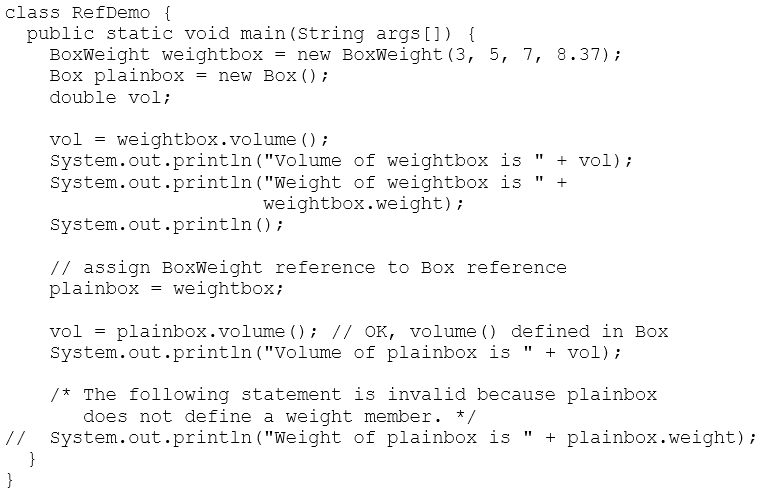 class RefDemo {
  public static void main(String args[]) {
    BoxWeight weightbox = new BoxWeight(3, 5, 7, 8.37);
    Box plainbox = new Box();
    double vol;

    vol = weightbox.volume();
    System.out.println("Volume of weightbox is " + vol);
    System.out.println("Weight of weightbox is " +
                       weightbox.weight);
    System.out.println();

    // assign BoxWeight reference to Box reference
    plainbox = weightbox;

    vol = plainbox.volume(); // OK, volume() defined in Box
    System.out.println("Volume of plainbox is " + vol);

    /* The following statement is invalid because plainbox
       does not define a weight member. */
//  System.out.println("Weight of plainbox is " + plainbox.weight);
  }
}